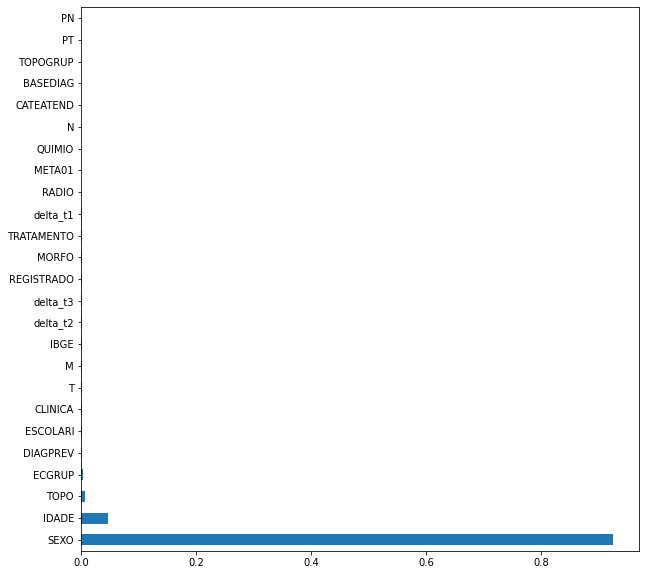 PN
PT
TOPOGRUP
BASEDIAG
CATEATEND
N
QUIMIO
META01
RADIO
delta_t1
TRATAMENTO
MORFO
REGISTRADO
delta_t3
delta_t2
IBGE
M
T
CLINICA
ESCOLARI
DIAGPREV
ECGRUP
TOPO
IDADE
SEXO
0.0 0.2 0.4 0.6 0.8